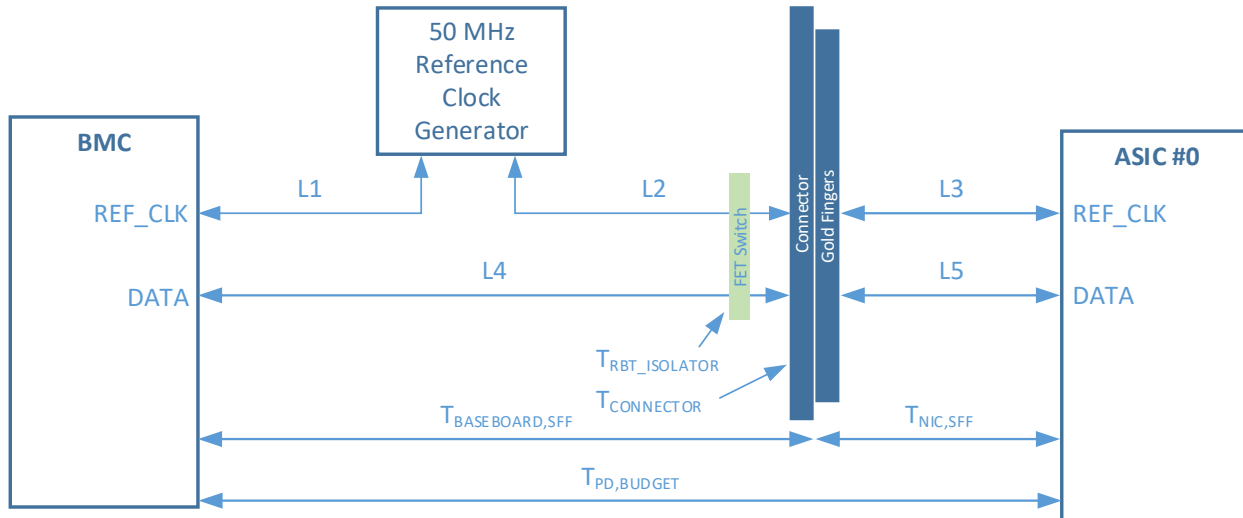 50 MHz
Reference
Clock
Generator
BMC
ASIC #0
L1
L2
L3
REF_CLK
REF_CLK
Connector
Gold Fingers
FET Switch
L4
L5
DATA
DATA
TRBT_ISOLATOR
TCONNECTOR
TBASEBOARD,SFF
TNIC,SFF
TPD,BUDGET